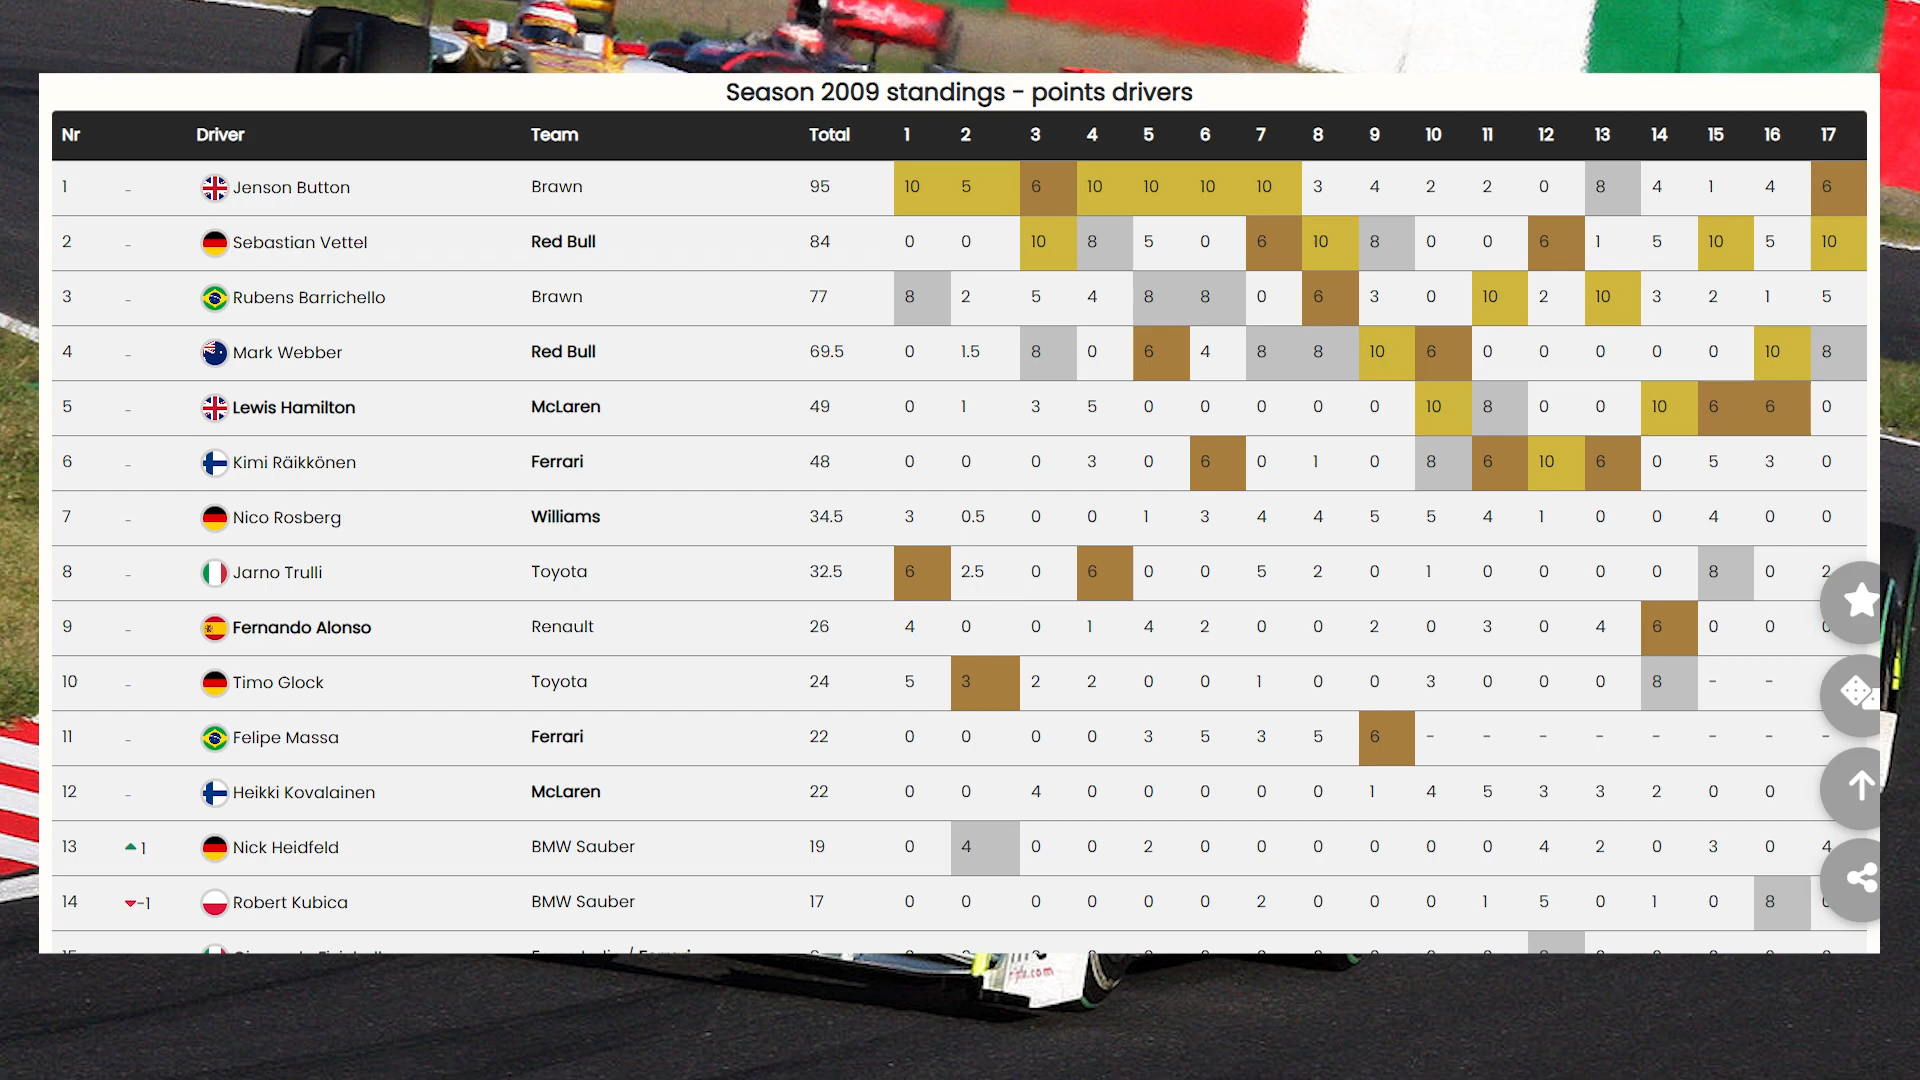 Season 2009 standings - points drivers
Nr Driver Team Total 1 2 3 4 5 6 7 8 9 10 11 12 13 14 15 16 17
1 - Jenson Button Brawn 95 10 5 6 10 10 10 10 3 4 2 2 0 8 4 1 4 6
2 - Sebastian Vettel Red Bull 84 0 0 10 8 5 0 6 10 8 0 0 6 1 5 10 5 10
3 - Rubens Barrichello Brawn 77 8 2 5 4 8 8 0 6 3 0 10 2 10 3 2 1 5
4 - Mark Webber Red Bull 69.5 0 1.5 8 0 6 4 8 8 10 6 0 0 0 0 0 10 8
5 - Lewis Hamilton McLaren 49 0 1 3 5 0 0 0 0 0 10 8 0 0 10 6 6 0
6 - Kimi Räikkönen Ferrari 48 0 0 0 3 0 6 0 1 0 8 6 10 6 0 5 3 0
7 - Nico Rosberg Williams 34.5 3 0.5 0 0 1 3 4 4 5 5 4 1 0 0 4 0 0
8 - Jarno Trulli Toyota 32.5 6 2.5 0 6 0 0 5 2 0 1 0 0 0 0 8 0 2
9 - Fernando Alonso Renault 26 4 0 0 1 4 2 0 0 2 0 3 0 4 6 0 0 0
10 - Timo Glock Toyota 24 5 3 2 2 0 0 1 0 0 3 0 0 0 8 - -
11 - Felipe Massa Ferrari 22 0 0 0 0 3 5 3 5 6 - - - - - - - -
12 - Heikki Kovalainen McLaren 22 0 0 4 0 0 0 0 0 1 4 5 3 3 2 0 0
13 1 Nick Heidfeld BMW Sauber 19 0 4 0 0 2 0 0 0 0 0 0 4 2 0 3 0 4
14 -1 Robert Kubica BMW Sauber 17 0 0 0 0 0 0 2 0 0 0 1 5 0 1 0 8 0